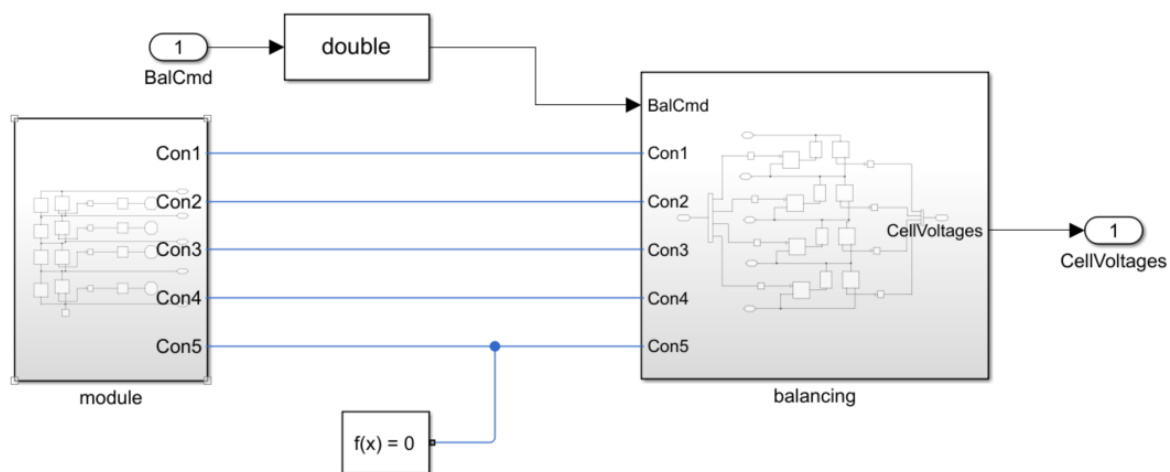 1
BalCmd
double
BalCmd
Con1
Con1
Con2
Con2
Con3
Con3
CellVoltages
1
CellVoltages
Con4
Con4
Con5
Con5
module
balancing
f(x) = 0